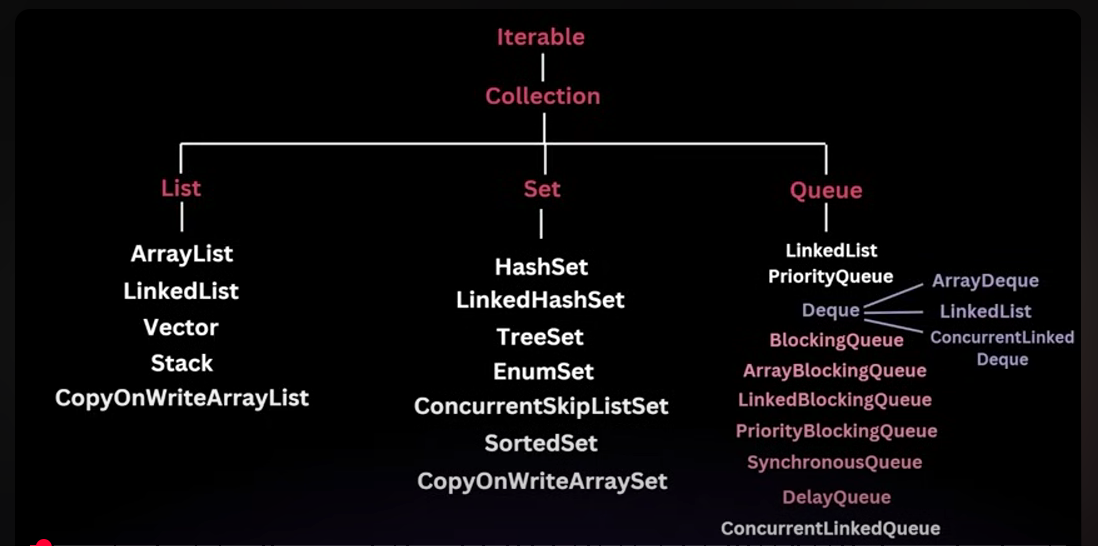 Iterable
Collection
List
Set
Queue
ArrayList
LinkedList
Vector
Stack
CopyOnWriteArrayList
HashSet
LinkedHashSet
TreeSet
EnumSet
ConcurrentSkipListSet
SortedSet
CopyOnWriteArraySet
LinkedList
PriorityQueue
Deque
ArrayDeque
LinkedList
ConcurrentLinked
Deque
BlockingQueue
ArrayBlockingQueue
LinkedBlockingQueue
PriorityBlockingQueue
SynchronousQueue
DelayQueue
ConcurrentLinkedQueue